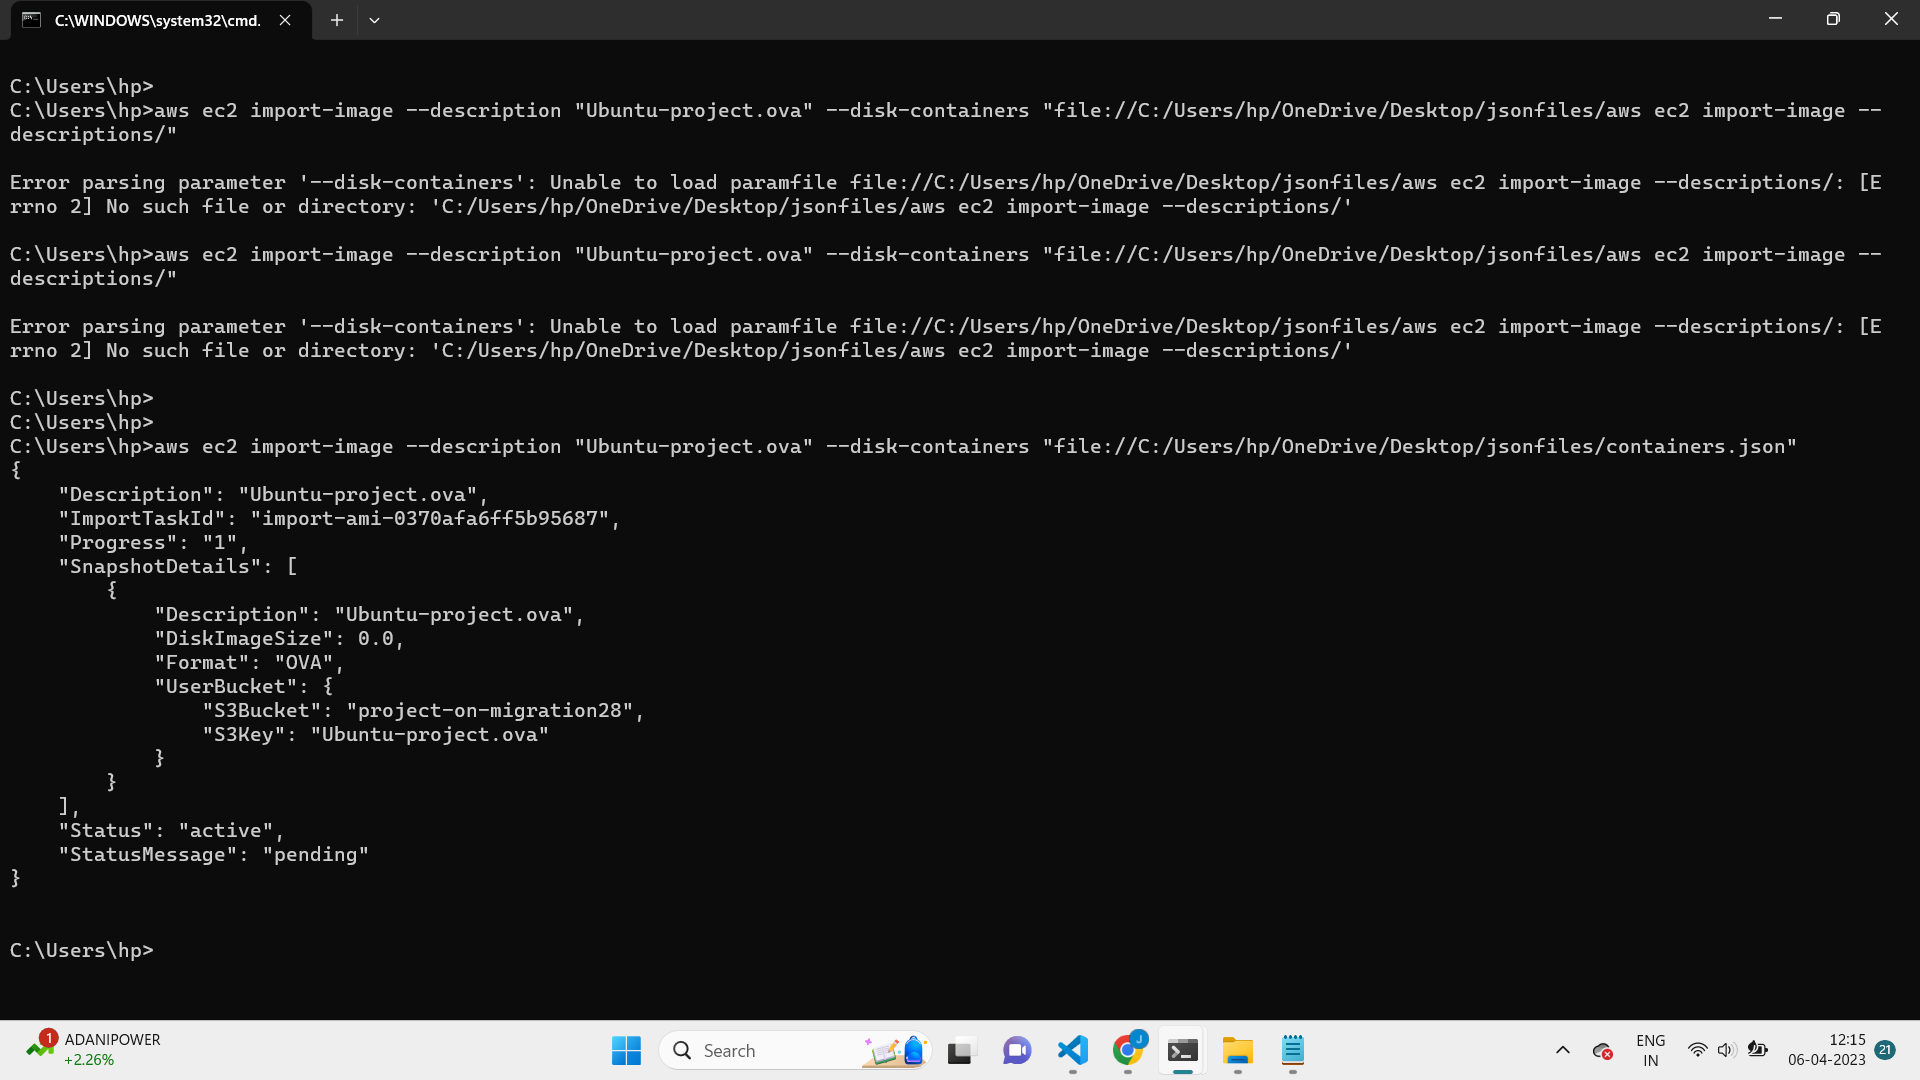 C:\WINDOWS\system32\cmd.
C:\Users\hp>
C:\Users\hp>aws ec2 import-image --description "Ubuntu-project.ova" --disk-containers "file://C:/Users/hp/OneDrive/Desktop/jsonfiles/aws ec2 import-image --
descriptions/"
Error parsing parameter '--disk-containers': Unable to load paramfile file://C:/Users/hp/OneDrive/Desktop/jsonfiles/aws ec2 import-image --descriptions/: [E
rrno 2] No such file or directory: 'C:/Users/hp/OneDrive/Desktop/jsonfiles/aws ec2 import-image --descriptions/'
C:\Users\hp>aws ec2 import-image --description "Ubuntu-project.ova" --disk-containers "file://C:/Users/hp/OneDrive/Desktop/jsonfiles/aws ec2 import-image --
descriptions/"
Error parsing parameter '--disk-containers': Unable to load paramfile file://C:/Users/hp/OneDrive/Desktop/jsonfiles/aws ec2 import-image --descriptions/: [E
rrno 2] No such file or directory: 'C:/Users/hp/OneDrive/Desktop/jsonfiles/aws ec2 import-image --descriptions/'
C:\Users\hp>
C:\Users\hp>
C:\Users\hp>aws ec2 import-image --description "Ubuntu-project.ova" --disk-containers "file://C:/Users/hp/OneDrive/Desktop/jsonfiles/containers.json"
{
    "Description": "Ubuntu-project.ova",
    "ImportTaskId": "import-ami-0370afa6ff5b95687",
    "Progress": "1",
    "SnapshotDetails": [
        {
            "Description": "Ubuntu-project.ova",
            "DiskImageSize": 0.0,
            "Format": "OVA",
            "UserBucket": {
                "S3Bucket": "project-on-migration28",
                "S3Key": "Ubuntu-project.ova"
            }
        }
    ],
    "Status": "active",
    "StatusMessage": "pending"
}
C:\Users\hp>
1 ADANIPOWER
+2.26%
Search
J
ENG
IN
12:15
06-04-2023
21